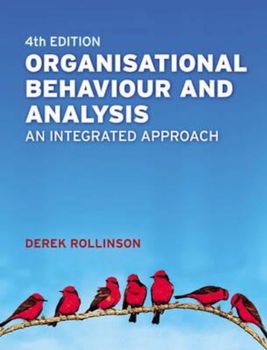 4th EDITION
ORGANISATIONAL
BEHAVIOUR AND
ANALYSIS
AN INTEGRATED APPROACH
DEREK ROLLINSON